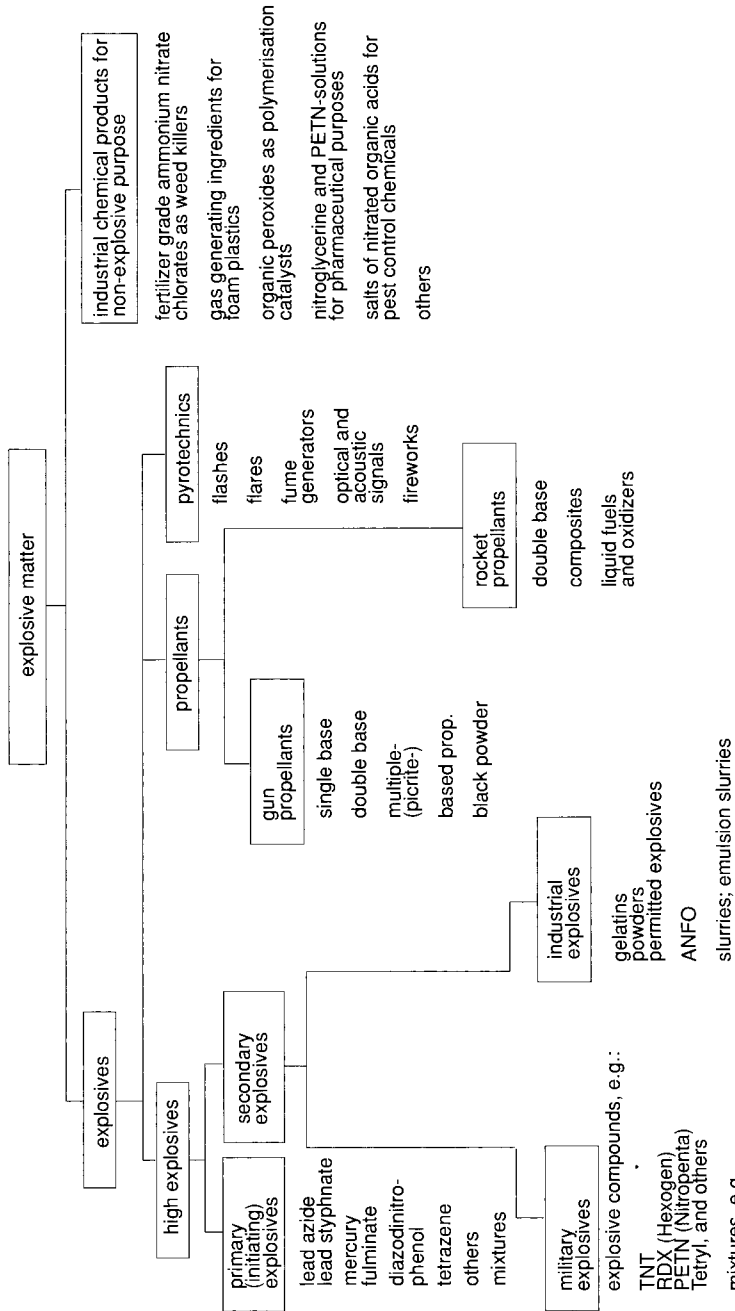 explosive matter
explosives
industrial chemical products for
non-explosive purpose
fertilizer grade ammonium nitrate
chlorates as weed killers
gas generating ingredients for
foam plastics
organic peroxides as polymerisation
catalysts
nitroglycerine and PETN-solutions
for pharmaceutical purposes
salts of nitrated organic acids for
pest control chemicals
others
high explosives
propellants
pyrotechnics
flashes
flares
fume
generators
optical and
acoustic
signals
fireworks
primary
(initiating)
explosives
lead azide
lead styphnate
mercury
fulminate
diazodinitro-
phenol
tetrazene
others
mixtures
secondary
explosives
gun
propellants
single base
double base
multiple-
(picrite-)
based prop.
black powder
rocket
propellants
double base
composites
liquid fuels
and oxidizers
military
explosives
explosive compounds, e.g.:
TNT
RDX (Hexogen)
PETN (Nitropenta)
Tetryl, and others
industrial
explosives
gelatins
powders
permitted explosives
ANFO
slurries; emulsion slurries